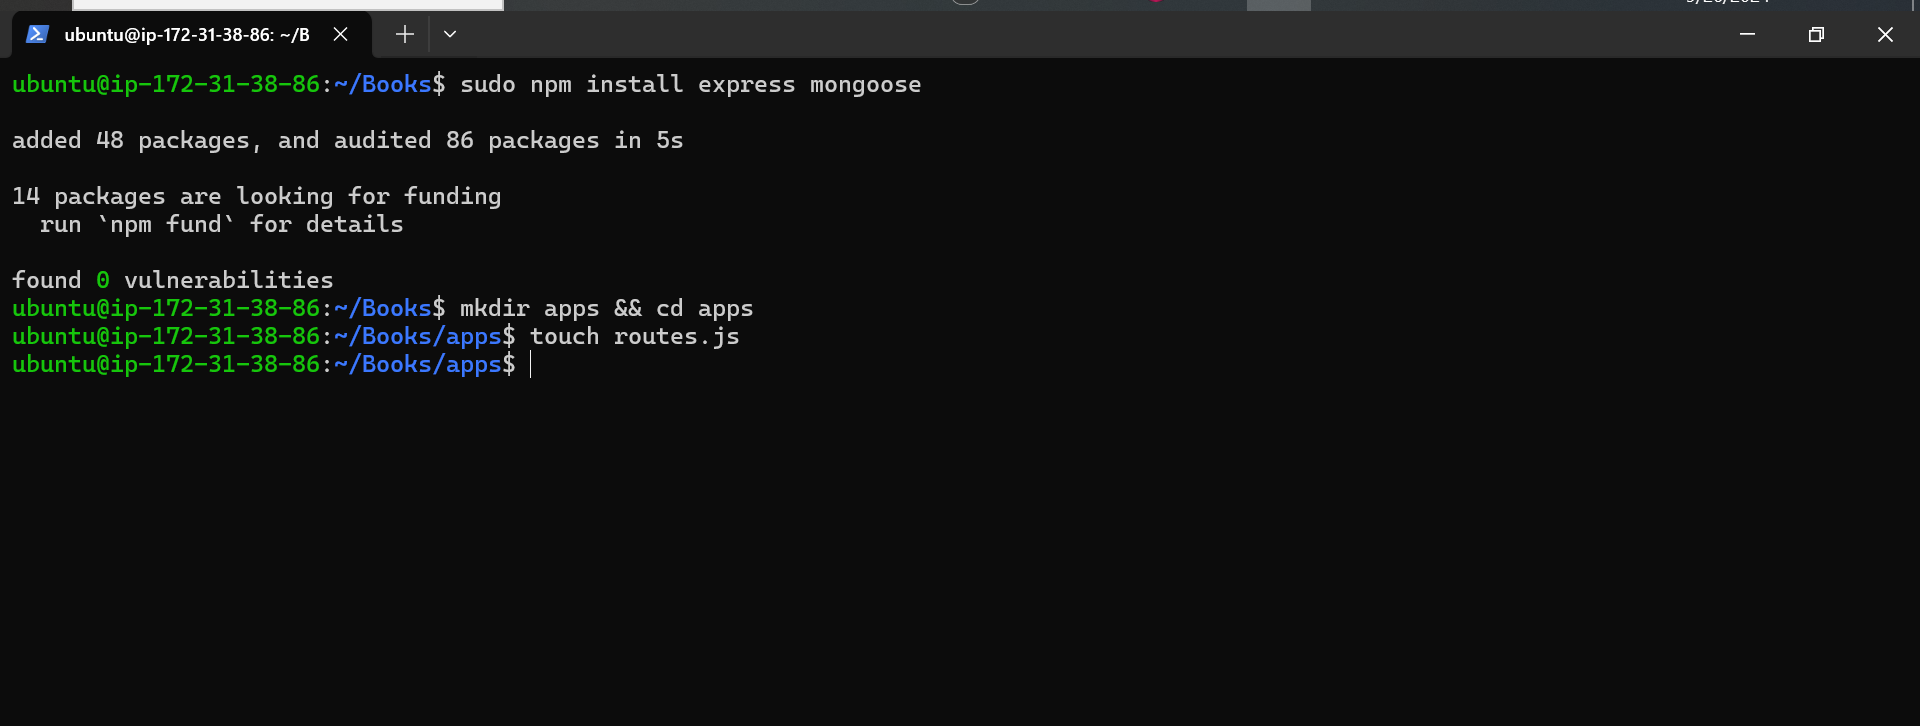 ubuntu@ip-172-31-38-86: ~/B
ubuntu@ip-172-31-38-86:~/Books$ sudo npm install express mongoose
added 48 packages, and audited 86 packages in 5s
14 packages are looking for funding
  run `npm fund` for details
found 0 vulnerabilities
ubuntu@ip-172-31-38-86:~/Books$ mkdir apps && cd apps
ubuntu@ip-172-31-38-86:~/Books/apps$ touch routes.js
ubuntu@ip-172-31-38-86:~/Books/apps$